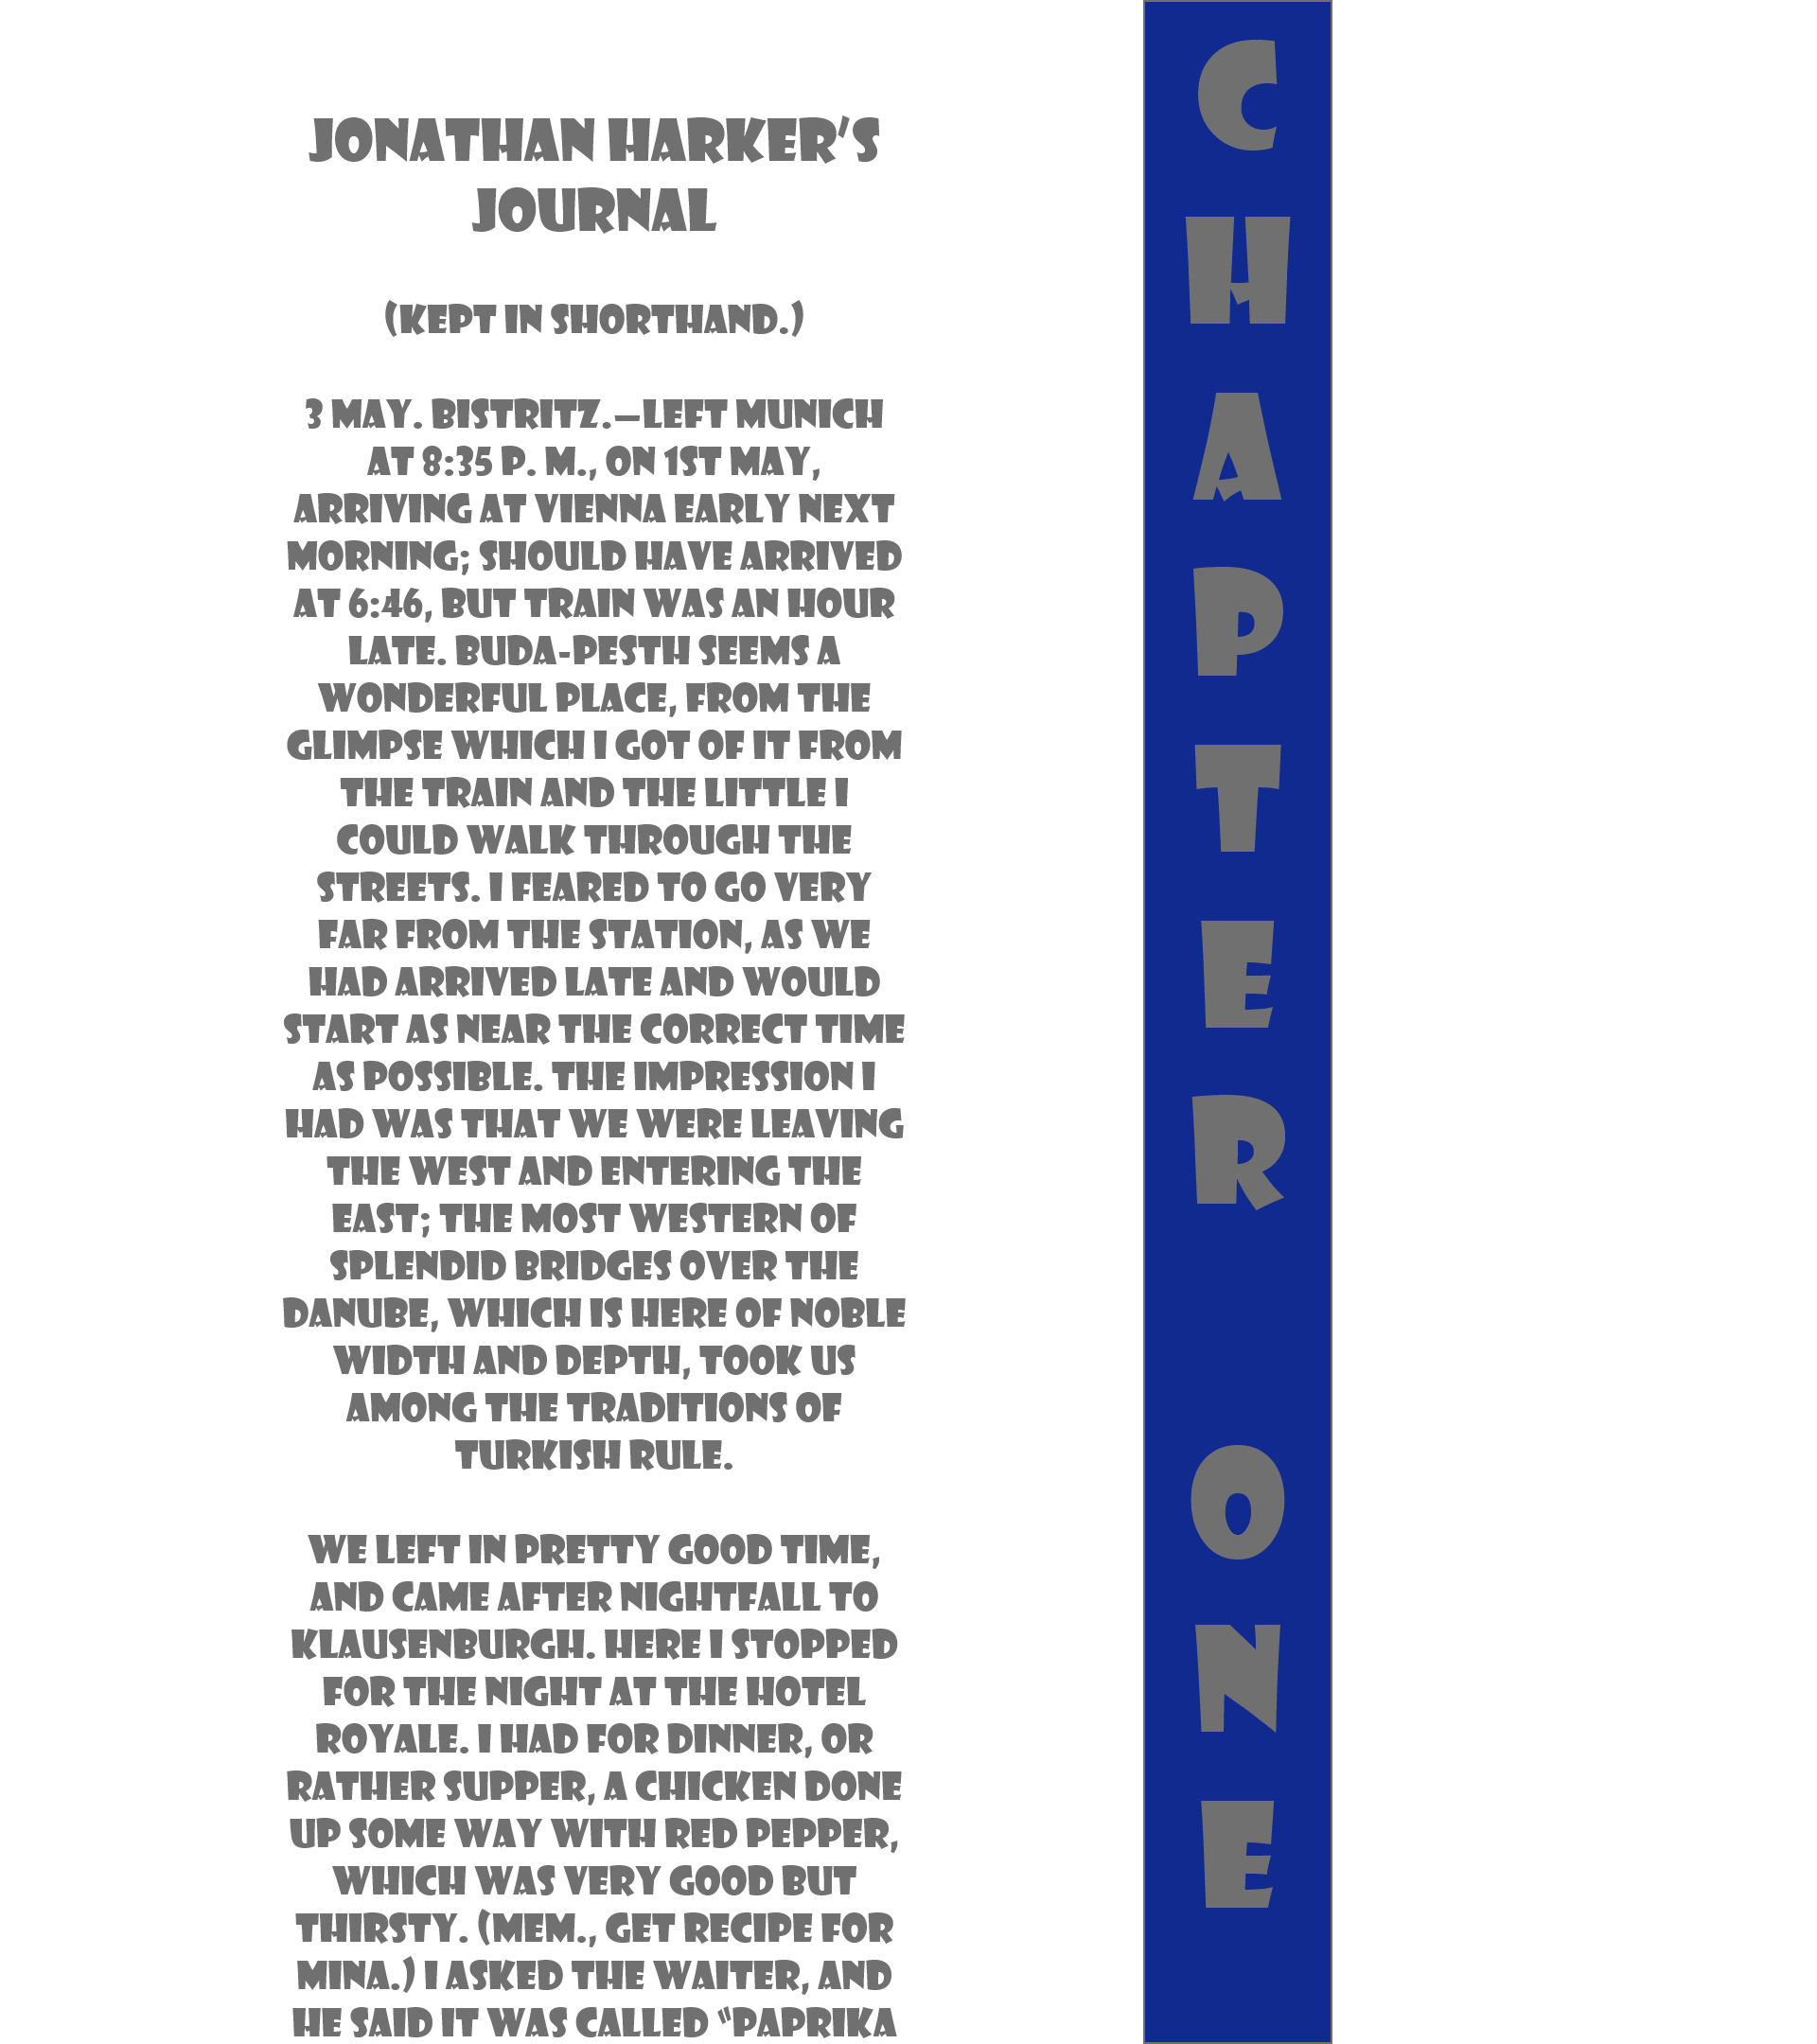 JONATHAN HARKER'S
JOURNAL
(KEPT IN SHORTHAND.)
3 MAY. BISTRITZ.—LEFT MUNICH
AT 8:35 P. M., ON 1ST MAY,
ARRIVING AT VIENNA EARLY NEXT
MORNING; SHOULD HAVE ARRIVED
AT 6:46, BUT TRAIN WAS AN HOUR
LATE. BUDA-PESTH SEEMS A
WONDERFUL PLACE, FROM THE
GLIMPSE WHICH I GOT OF IT FROM
THE TRAIN AND THE LITTLE I
COULD WALK THROUGH THE
STREETS. I FEARED TO GO VERY
FAR FROM THE STATION, AS WE
HAD ARRIVED LATE AND WOULD
START AS NEAR THE CORRECT TIME
AS POSSIBLE. THE IMPRESSION I
HAD WAS THAT WE WERE LEAVING
THE WEST AND ENTERING THE
EAST; THE MOST WESTERN OF
SPLENDID BRIDGES OVER THE
DANUBE, WHICH IS HERE OF NOBLE
WIDTH AND DEPTH, TOOK US
AMONG THE TRADITIONS OF
TURKISH RULE.
WE LEFT IN PRETTY GOOD TIME,
AND CAME AFTER NIGHTFALL TO
KLAUSENBURGH. HERE I STOPPED
FOR THE NIGHT AT THE HOTEL
ROYALE. I HAD FOR DINNER, OR
RATHER SUPPER, A CHICKEN DONE
UP SOME WAY WITH RED PEPPER,
WHICH WAS VERY GOOD BUT
THIRSTY. (MEM., GET RECIPE FOR
MINA.) I ASKED THE WAITER, AND
HE SAID IT WAS CALLED “PAPRIKA
CHAPTER ONE